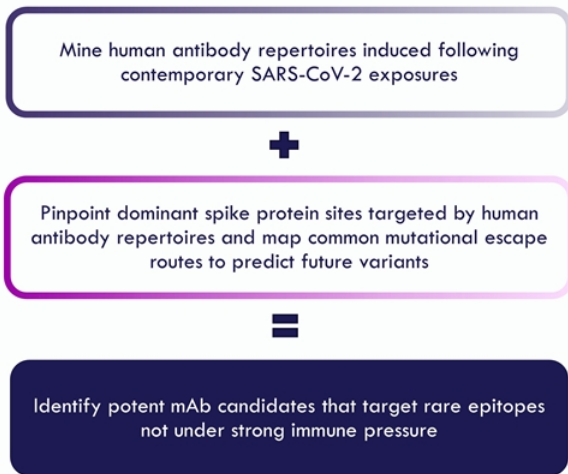 Mine human antibody repertoires induced following
contemporary SARS-CoV-2 exposures
+
Pinpoint dominant spike protein sites targeted by human
antibody repertoires and map common mutational escape
routes to predict future variants
=
Identify potent mAb candidates that target rare epitopes
not under strong immune pressure